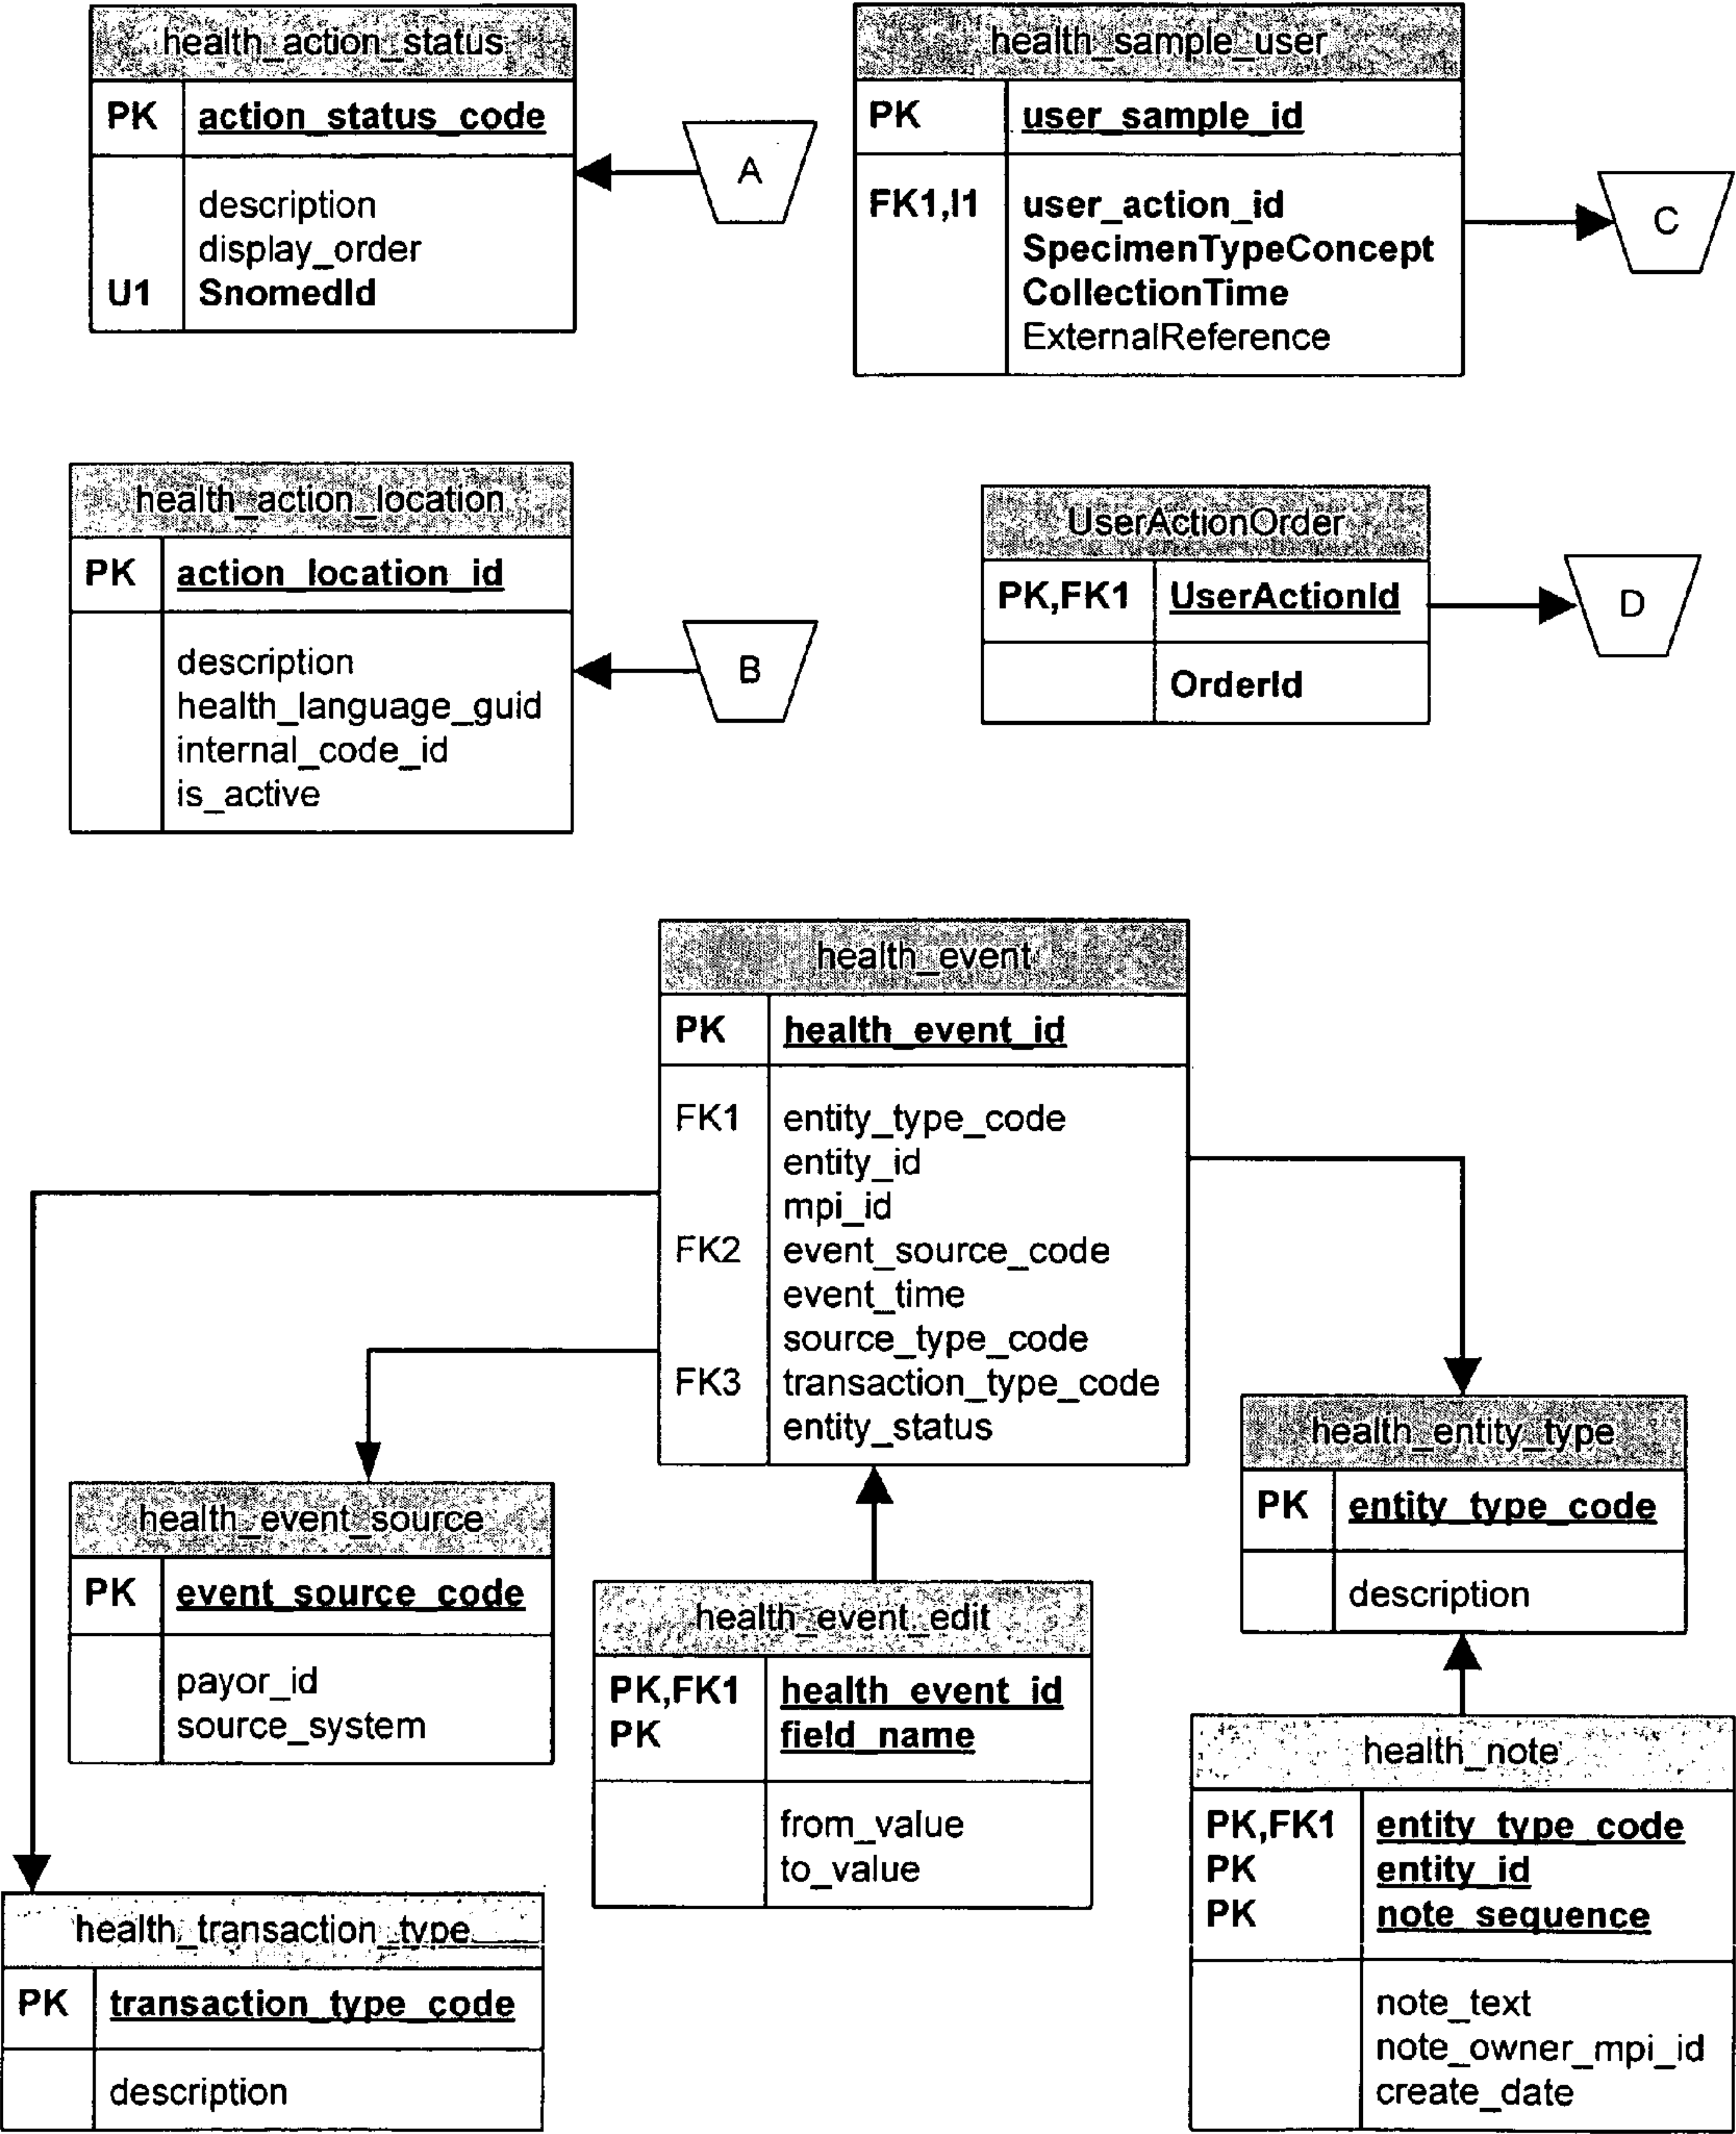 health_action_status
PK action_status_code
description
display_order
U1 SnomedId
A
health_sample_user
PK user_sample_id
FK1,I1 user_action_id
SpecimenTypeConcept
CollectionTime
ExternalReference
C
health_action_location
PK action_location_id
description
health_language_guid
internal_code_id
is_active
B
UserActionOrder
PK,FK1 UserActionId
OrderId
D
health_event
PK health_event_id
FK1 entity_type_code
entity_id
mpi_id
FK2 event_source_code
event_time
source_type_code
FK3 transaction_type_code
entity_status
health_event_source
PK event_source_code
payor_id
source_system
health_event_edit
PK,FK1 health_event_id
PK field_name
from_value
to_value
health_entity_type
PK entity_type_code
description
health_note
PK,FK1 entity_type_code
PK entity_id
PK note_sequence
note_text
note_owner_mpi_id
create_date
health_transaction_type
PK transaction_type_code
description